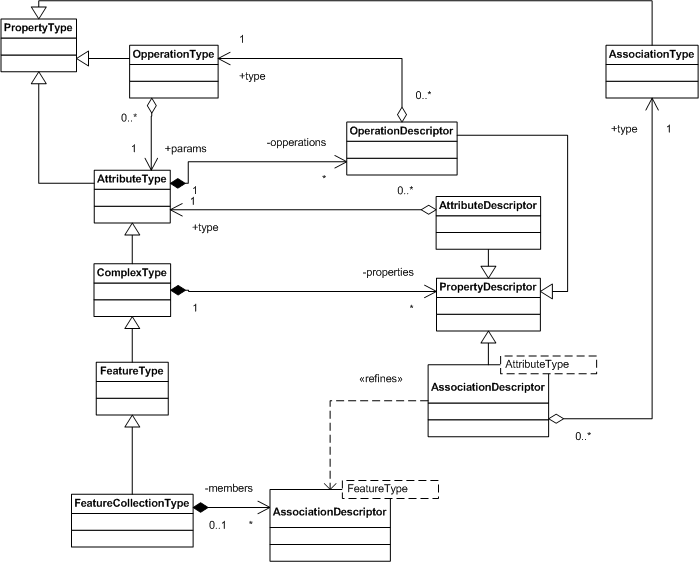 PropertyType
OpperationType
AssociationType
1
+type
0..*
0..*
+type
1
OperationDescriptor
1
+params
-opperations
AttributeType
1
*
0..*
1
AttributeDescriptor
+type
ComplexType
-properties
PropertyDescriptor
1
*
FeatureType
AttributeType
«refines»
AssociationDescriptor
0..*
-members
FeatureType
FeatureCollectionType
AssociationDescriptor
0..1
*